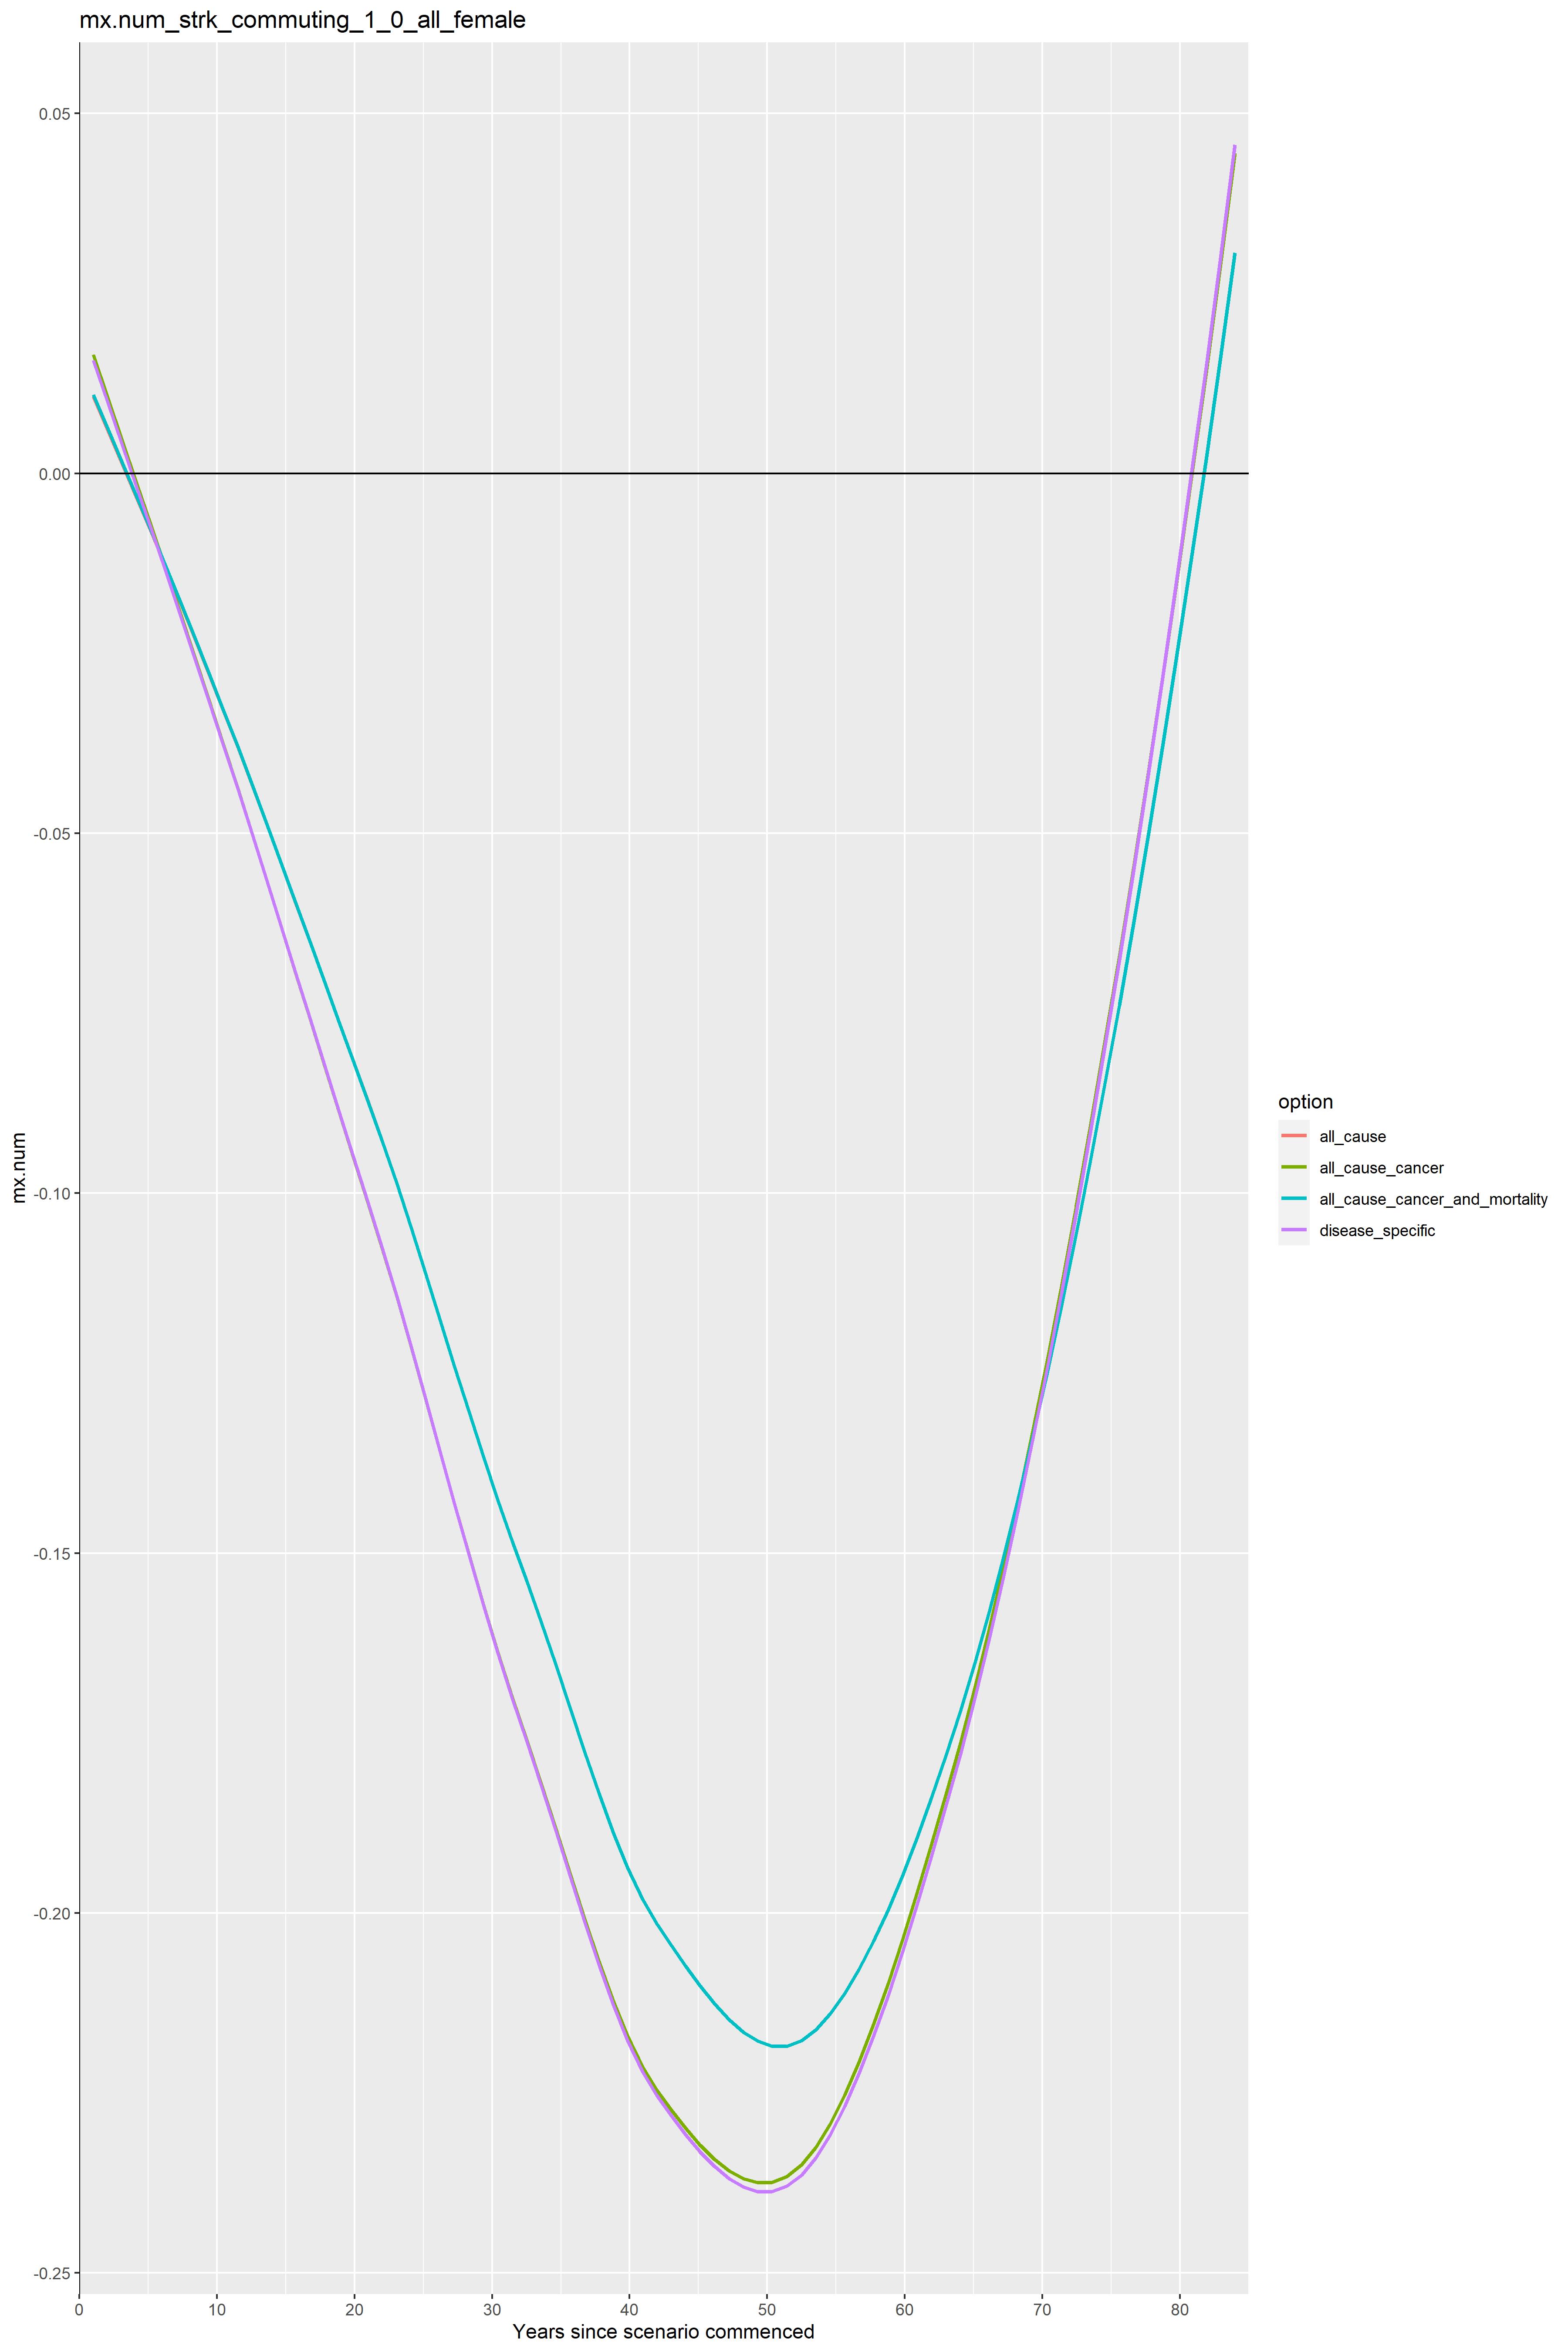 mx.num_strk_commuting_1_0_all_female
0.05
0.00
-0.05
-0.10
-0.15
-0.20
-0.25
mx.num
0 10 20 30 40 50 60 70 80
Years since scenario commenced
option
all_cause
all_cause_cancer
all_cause_cancer_and_mortality
disease_specific